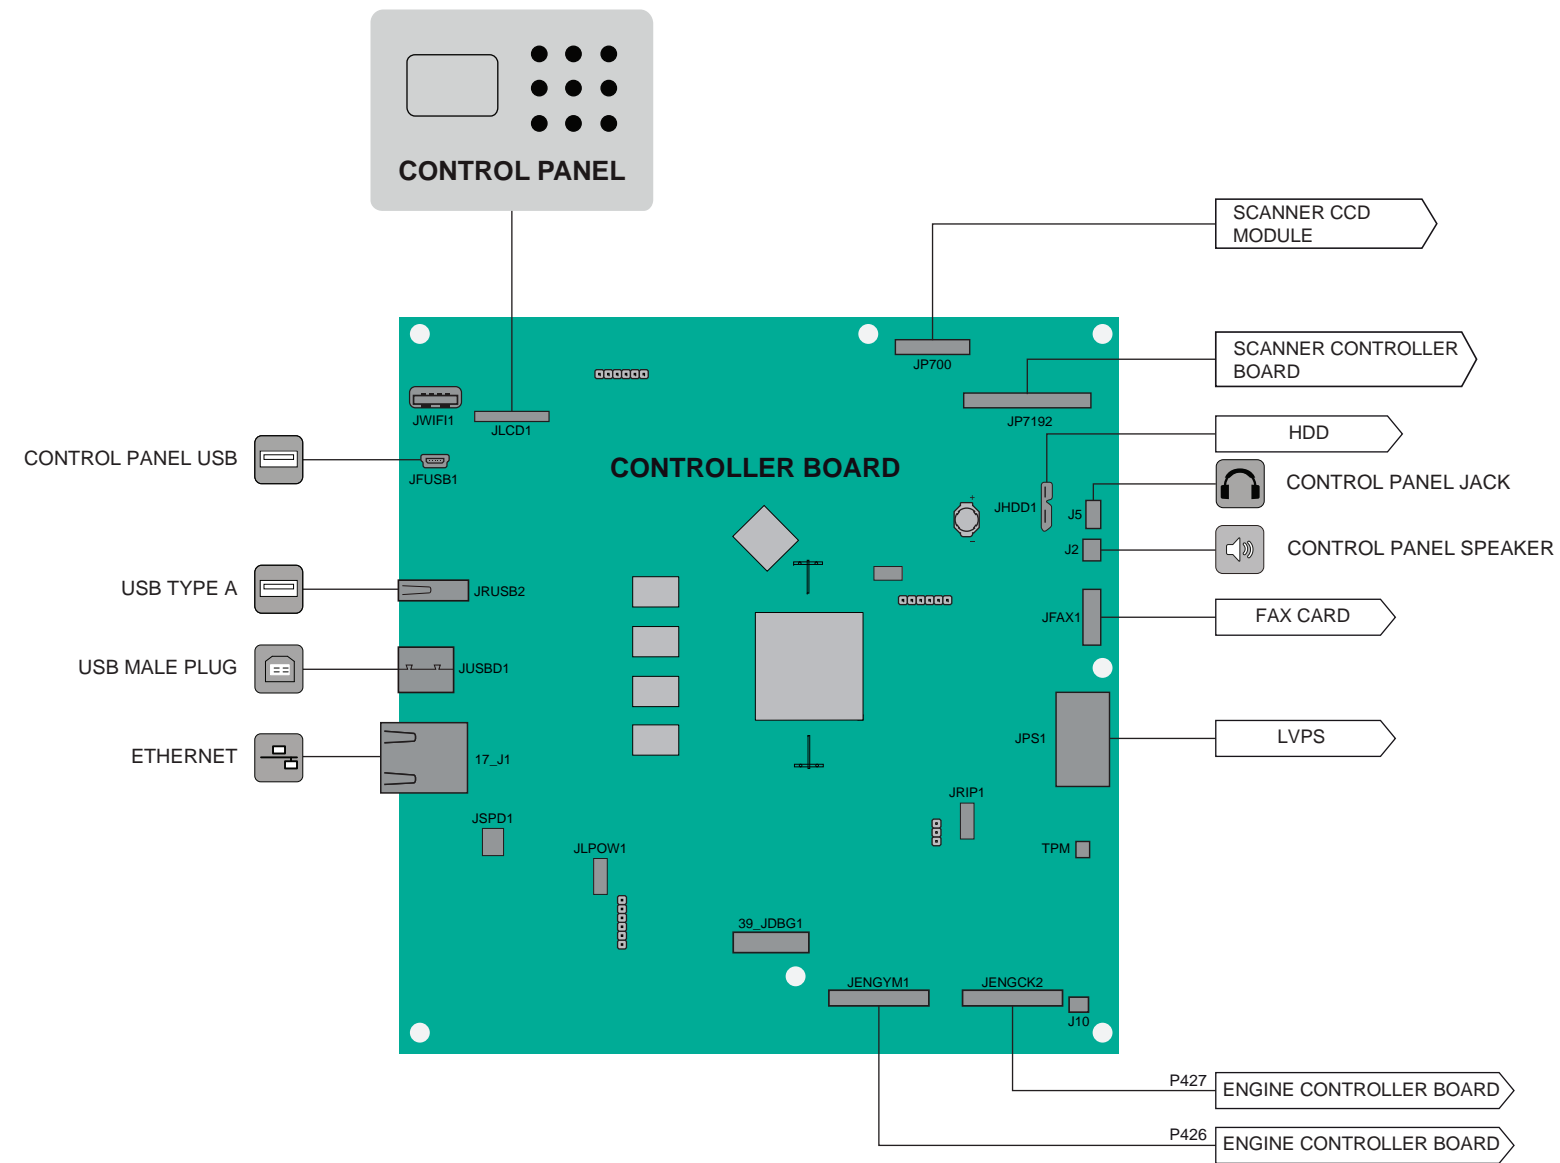 CONTROL PANEL
SCANNER CCD
MODULE
SCANNER CONTROLLER
BOARD
JP700
JP7192
JWIFI1
JLCD1
HDD
CONTROL PANEL USB
JFUSB1
CONTROLLER BOARD
CONTROL PANEL JACK
JHDD1
J5
+
−
J2
CONTROL PANEL SPEAKER
USB TYPE A
JRUSB2
JFAX1
FAX CARD
USB MALE PLUG
JUSBD1
JPS1
LVPS
ETHERNET
17_J1
JRIP1
JSPD1
JLPOW1
TPM
39_JDBG1
JENGYM1
JENGCK2
J10
P427
ENGINE CONTROLLER BOARD
P426
ENGINE CONTROLLER BOARD